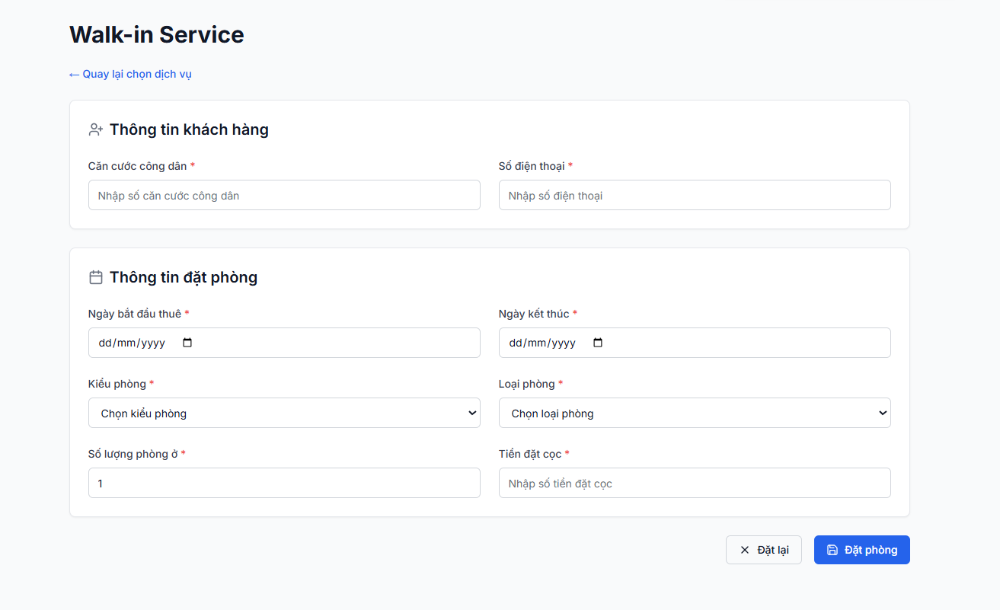 Walk-in Service
← Quay lại chọn dịch vụ
Thông tin khách hàng
Căn cước công dân * Số điện thoại *
Nhập số căn cước công dân Nhập số điện thoại
Thông tin đặt phòng
Ngày bắt đầu thuê * Ngày kết thúc *
dd/mm/yyyy dd/mm/yyyy
Kiểu phòng * Loại phòng *
Chọn kiểu phòng Chọn loại phòng
Số lượng phòng ở * Tiền đặt cọc *
1 Nhập số tiền đặt cọc
Đặt lại Đặt phòng